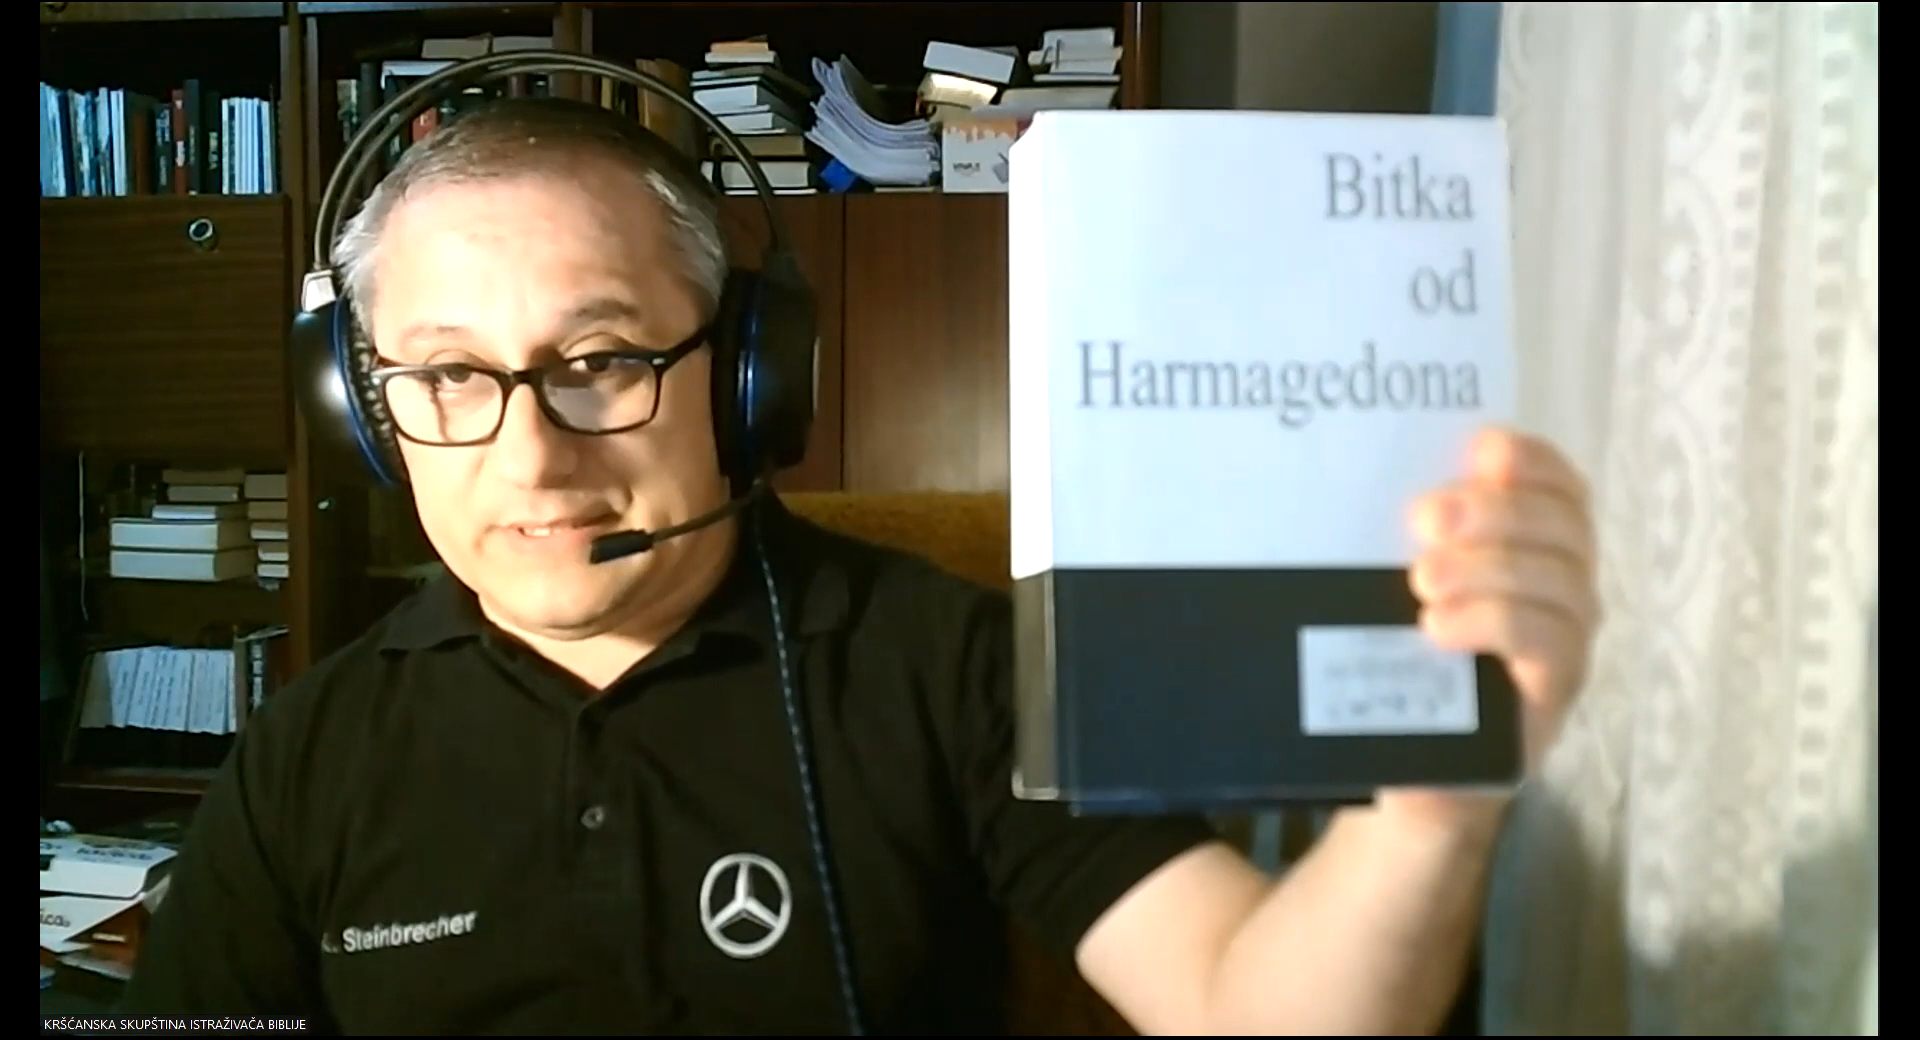 Bitka
od
Harmagedona
Steinbrecher
KRŠĆANSKA SKUPŠTINA ISTRAŽIVAČA BIBLIJE